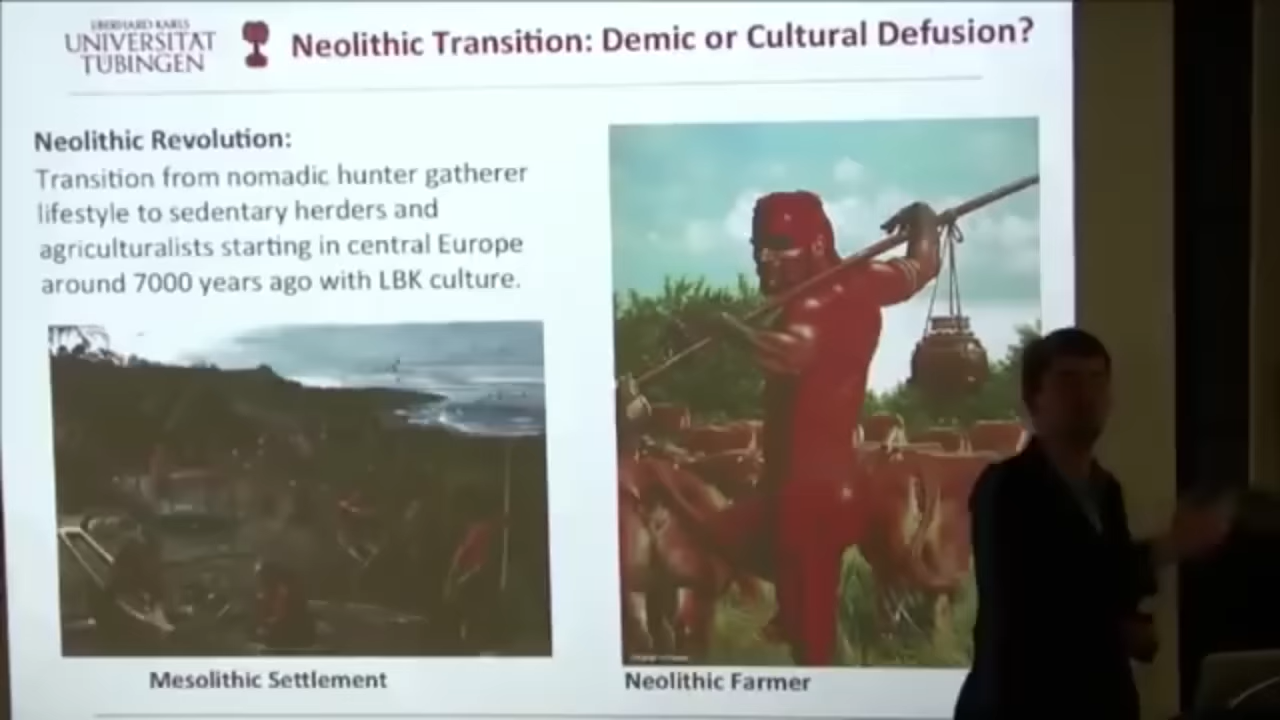 EBERHARD KARLS
UNIVERSITAT
TUBINGEN
Neolithic Transition: Demic or Cultural Defusion?
Neolithic Revolution:
Transition from nomadic hunter gatherer
lifestyle to sedentary herders and
agriculturalists starting in central Europe
around 7000 years ago with LBK culture.
Mesolithic Settlement
Neolithic Farmer